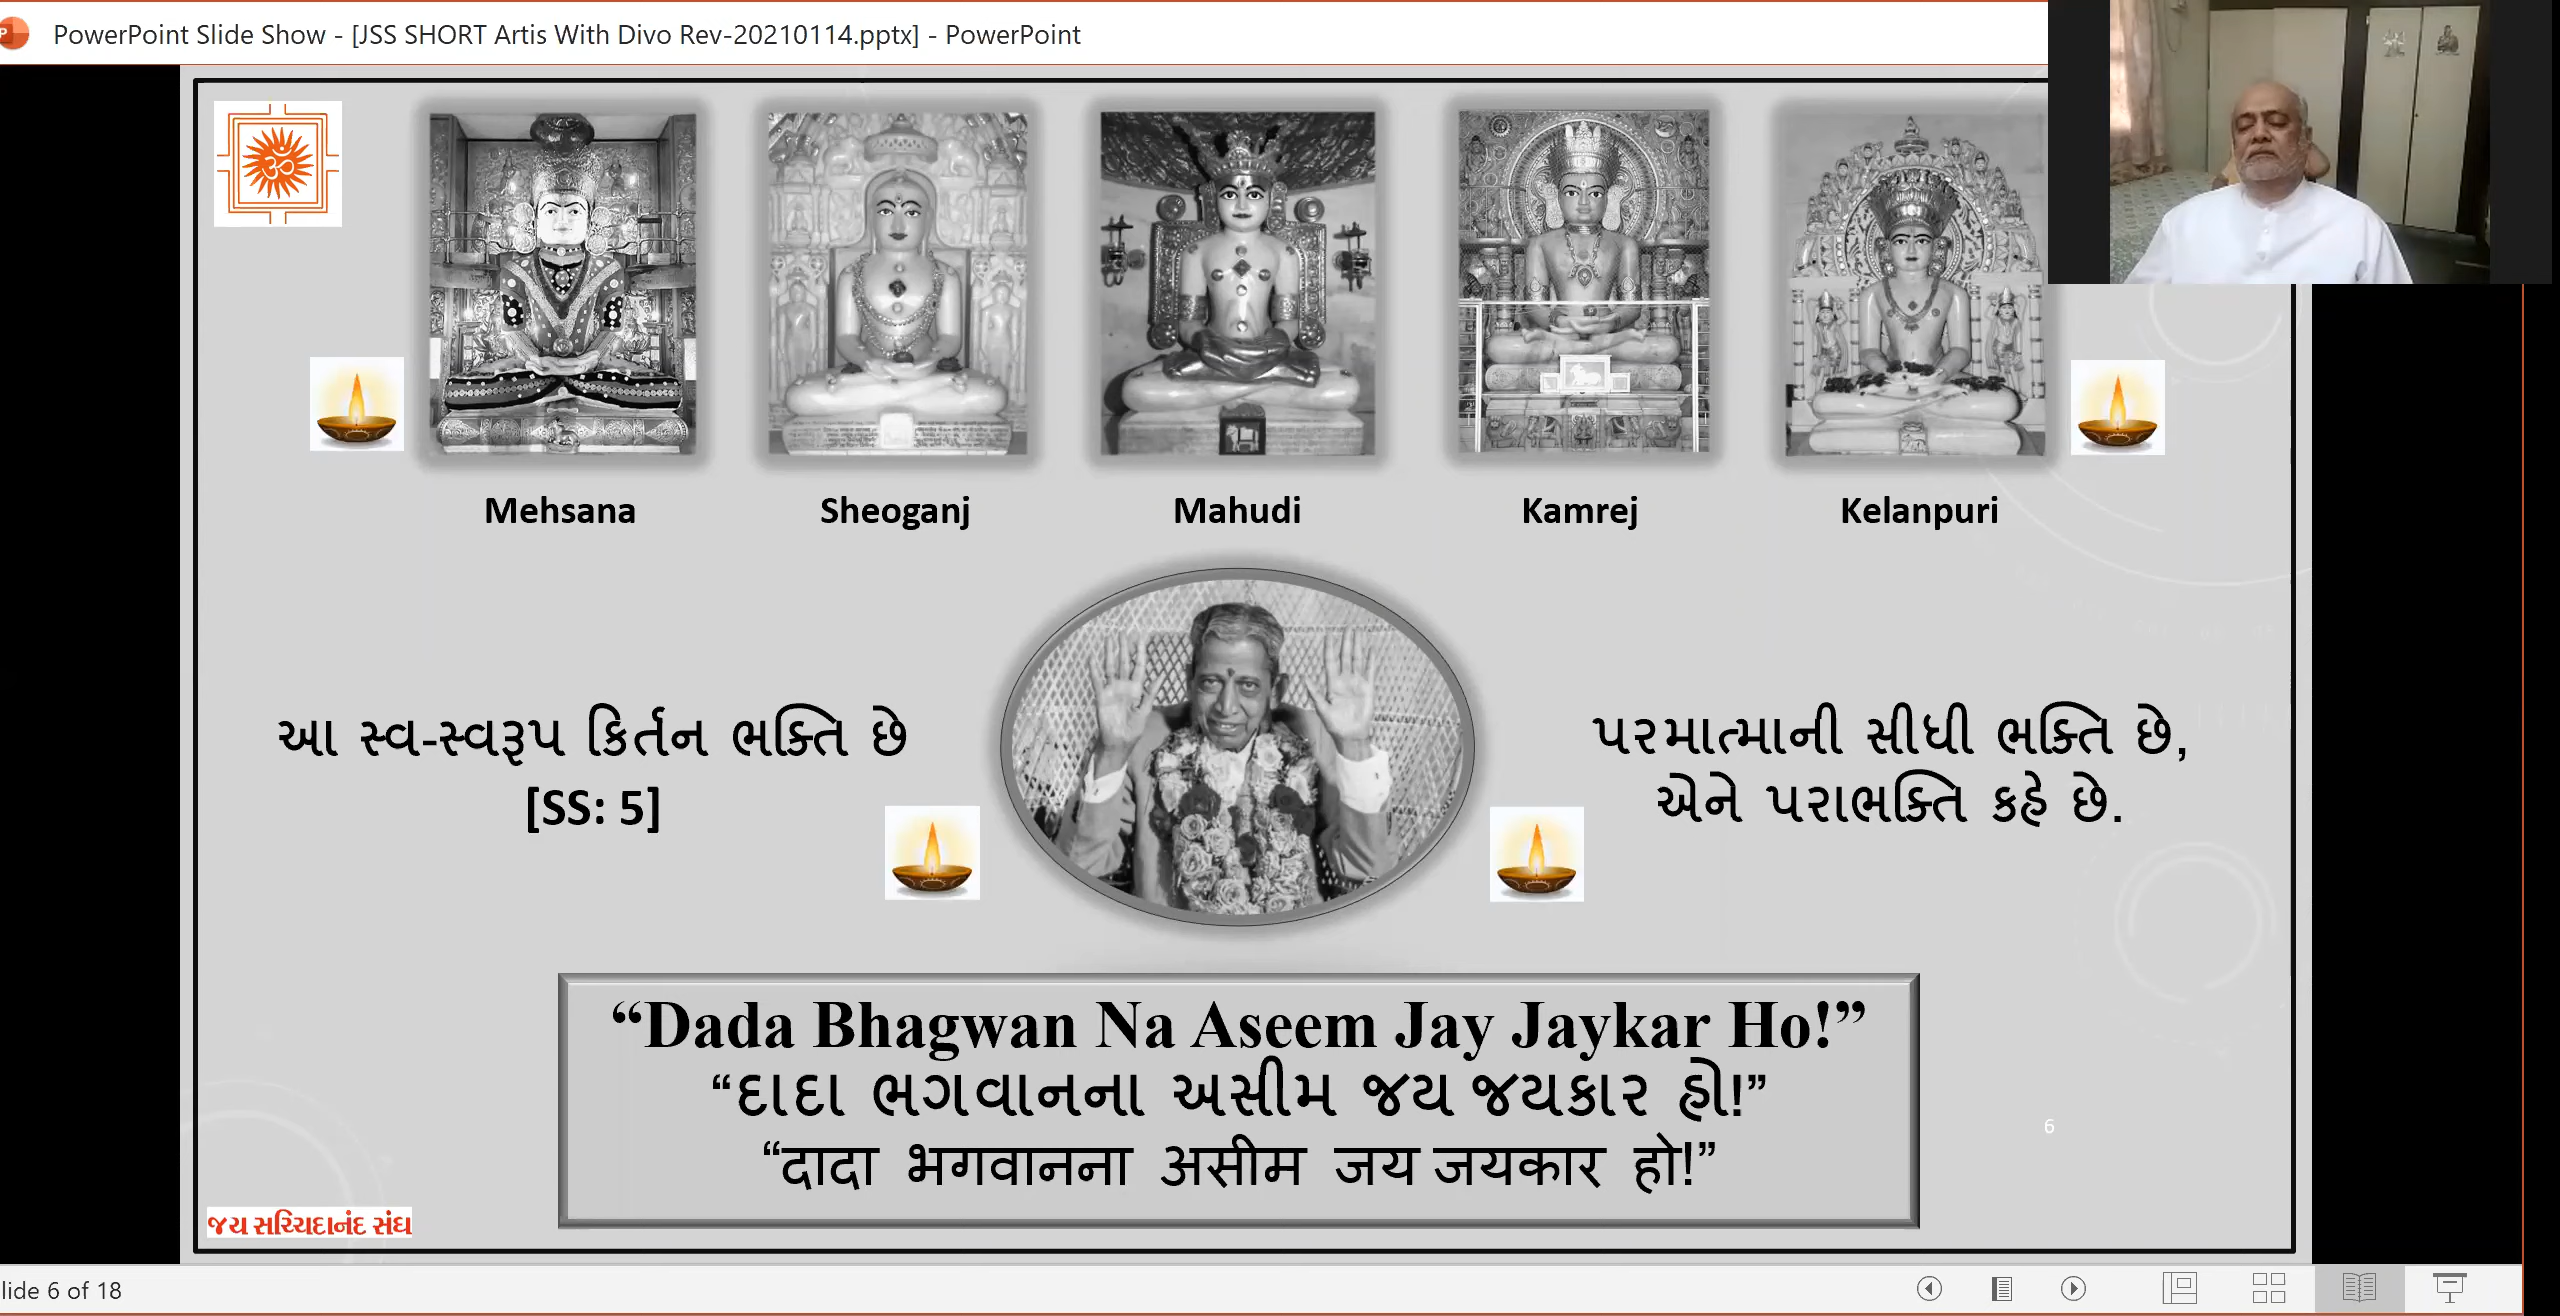 PowerPoint Slide Show - [JSS SHORT Artis With Divo Rev-20210114.pptx] - PowerPoint
Mehsana
Sheoganj
Mahudi
Kamrej
Kelanpuri
આ સ્વ-સ્વરૂપ કિર્તન ભક્તિ છે
[SS: 5]
પરમાત્માની સીધી ભક્તિ છે,
એને પરાભક્તિ કહે છે.
“Dada Bhagwan Na Aseem Jay Jaykar Ho!”
“દાદા ભગવાનના અસીમ જય જયકાર હો!”
“दादा भगवानना असीम जय जयकार हो!”
6
જય સચ્ચિદાનંદ સંઘ
lide 6 of 18